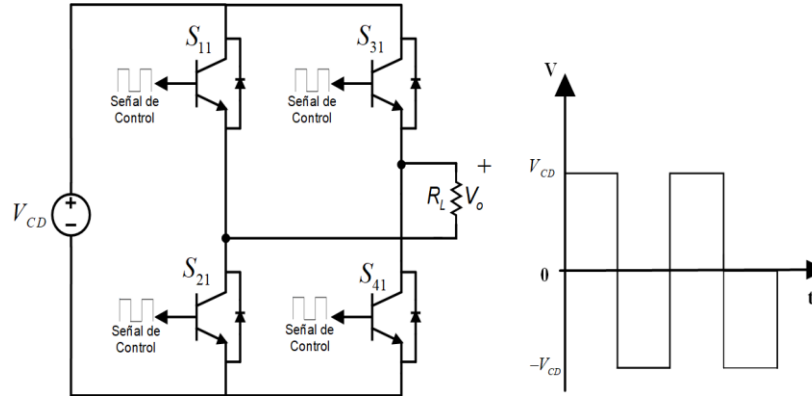 S11
Señal de
Control
S31
Señal de
Control
VCD
+
−
RL
+
Vo
S21
Señal de
Control
S41
Señal de
Control
V
VCD
0
t
−VCD